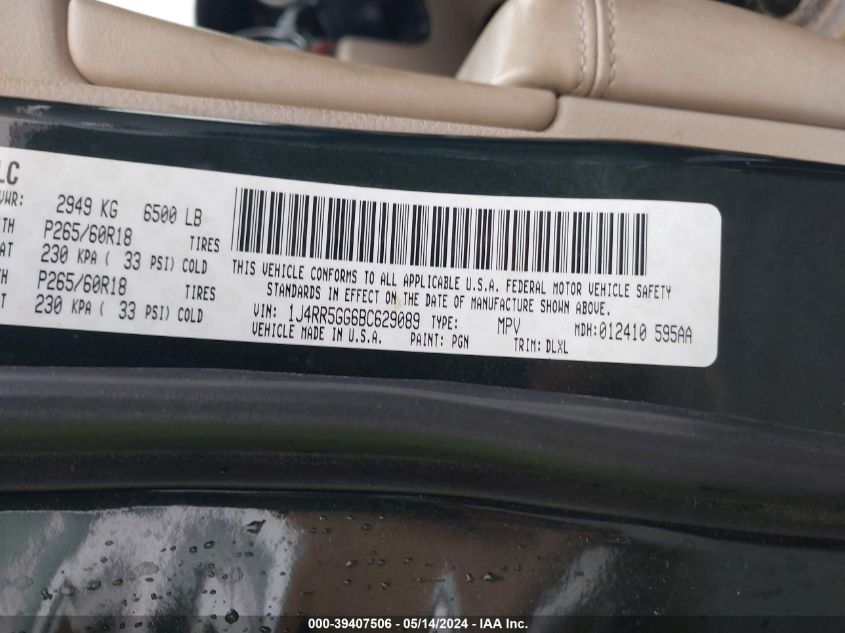 LC
VWR: 2949 KG 6500 LB
TH P265/60R18 TIRES
AT 230 KPA ( 33 PSI) COLD
TH P265/60R18 TIRES
T 230 KPA ( 33 PSI) COLD
THIS VEHICLE CONFORMS TO ALL APPLICABLE U.S.A. FEDERAL MOTOR VEHICLE SAFETY
STANDARDS IN EFFECT ON THE DATE OF MANUFACTURE SHOWN ABOVE.
VIN: 1J4RR5GG6BC629089 TYPE: MPV MDH:012410 595AA
VEHICLE MADE IN U.S.A. PAINT: PGN TRIM: DLXL
000-39407506 - 05/14/2024 - IAA Inc.